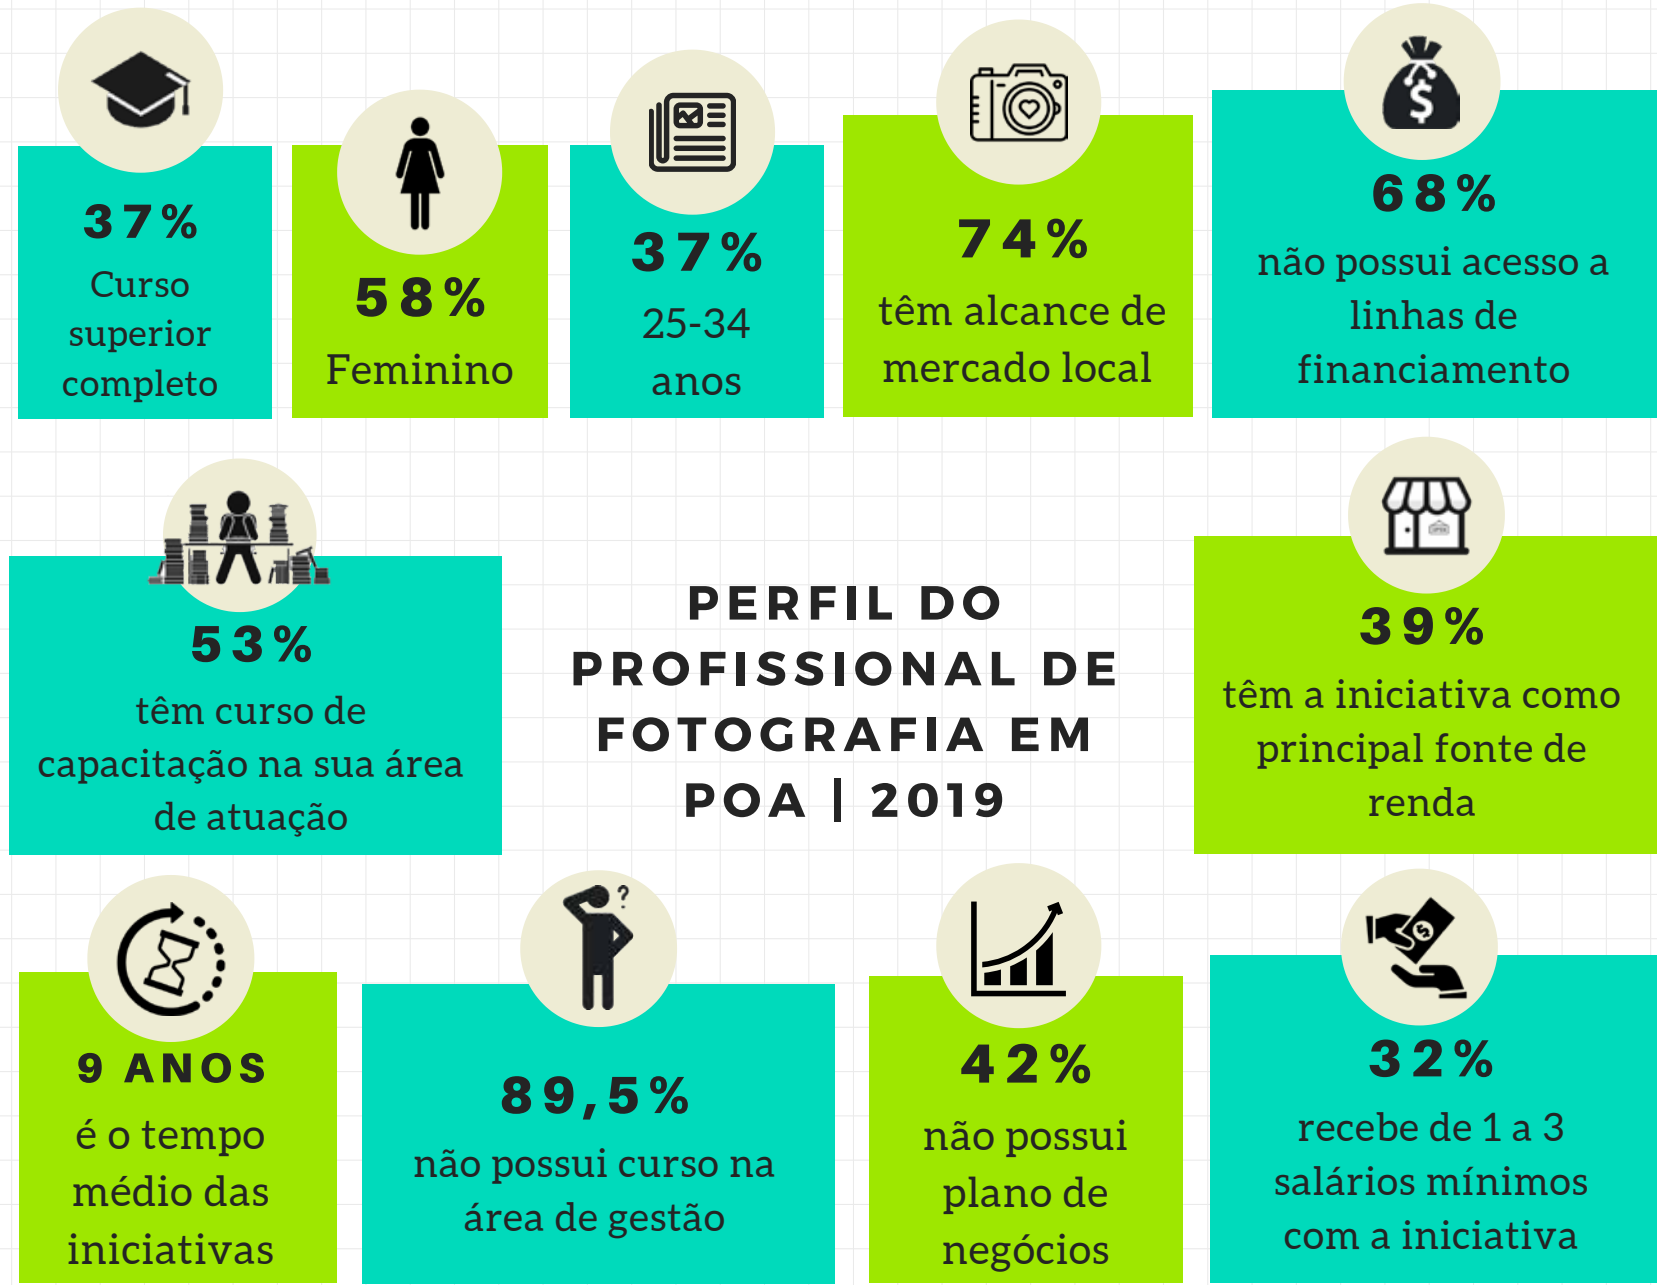 37%
Curso
superior
completo
58%
Feminino
37%
25-34
anos
74%
têm alcance de
mercado local
68%
não possui acesso a
linhas de
financiamento
53%
têm curso de
capacitação na sua área
de atuação
PERFIL DO
PROFISSIONAL DE
FOTOGRAFIA EM
POA | 2019
39%
têm a iniciativa como
principal fonte de
renda
9 ANOS
é o tempo
médio das
iniciativas
?
89,5%
não possui curso na
área de gestão
42%
não possui
plano de
negócios
32%
recebe de 1 a 3
salários mínimos
com a iniciativa